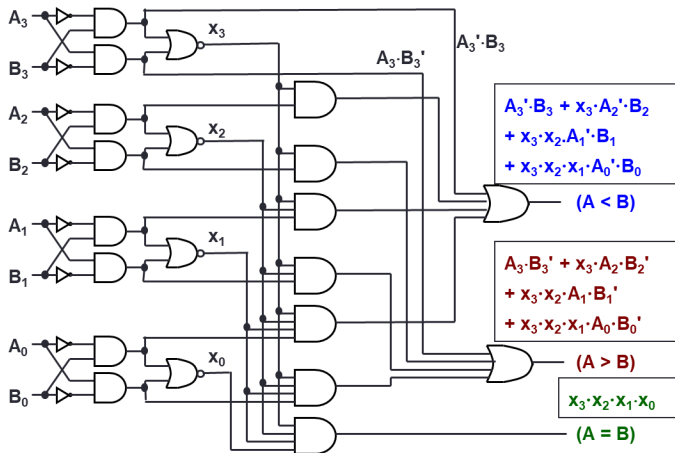 A₃
B₃
A₂
B₂
A₁
B₁
A₀
B₀
x₃
x₂
x₁
x₀
A₃·B₃'
A₃'·B₃
A₃'·B₃ + x₃·A₂'·B₂
+ x₃·x₂.A₁'·B₁
+ x₃·x₂·x₁·A₀'·B₀
(A < B)
A₃·B₃' + x₃·A₂·B₂'
+ x₃·x₂·A₁·B₁'
+ x₃·x₂·x₁·A₀·B₀'
(A > B)
x₃·x₂·x₁·x₀
(A = B)